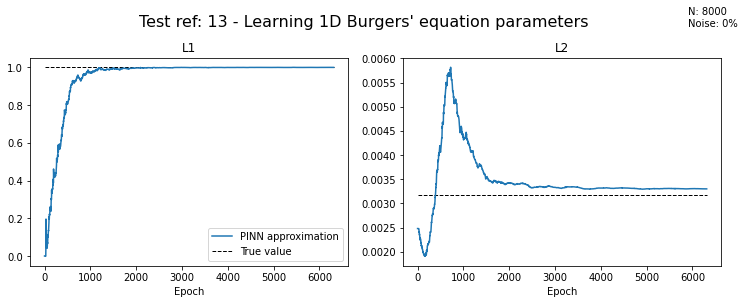 Test ref: 13 - Learning 1D Burgers' equation parameters
N: 8000
Noise: 0%
L1
1.0
0.8
0.6
0.4
0.2
0.0
0 1000 2000 3000 4000 5000 6000
Epoch
PINN approximation
True value
L2
0.0060
0.0055
0.0050
0.0045
0.0040
0.0035
0.0030
0.0025
0.0020
0 1000 2000 3000 4000 5000 6000
Epoch